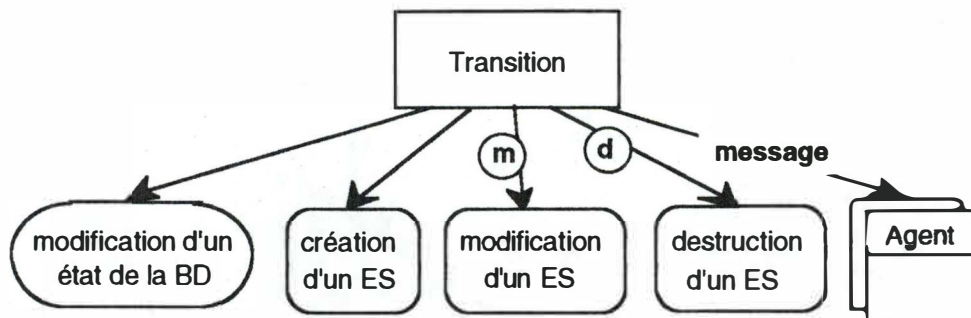 Transition
m
d
message
modification d'un
état de la BD
création
d'un ES
modification
d'un ES
destruction
d'un ES
Agent